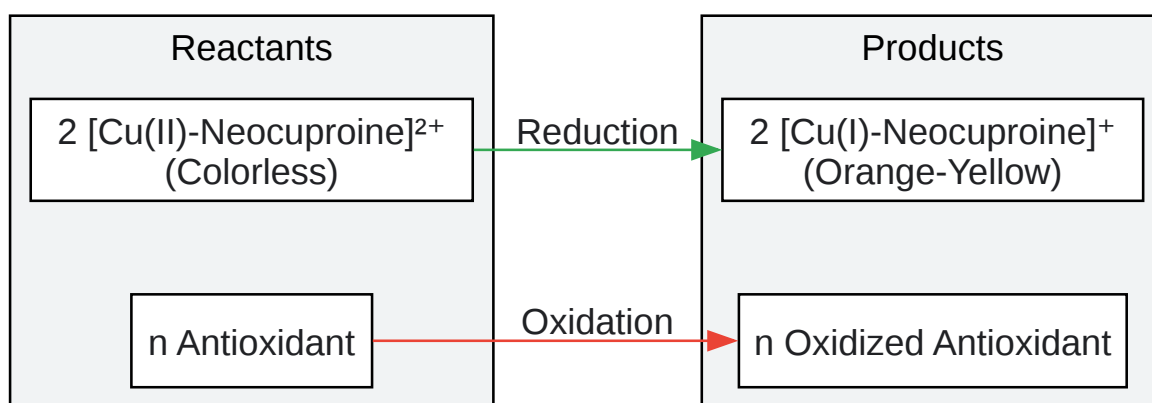 Reactants
Products
2 [Cu(II)-Neocuproine]²⁺
(Colorless)
Reduction
2 [Cu(I)-Neocuproine]⁺
(Orange-Yellow)
n Antioxidant
Oxidation
n Oxidized Antioxidant